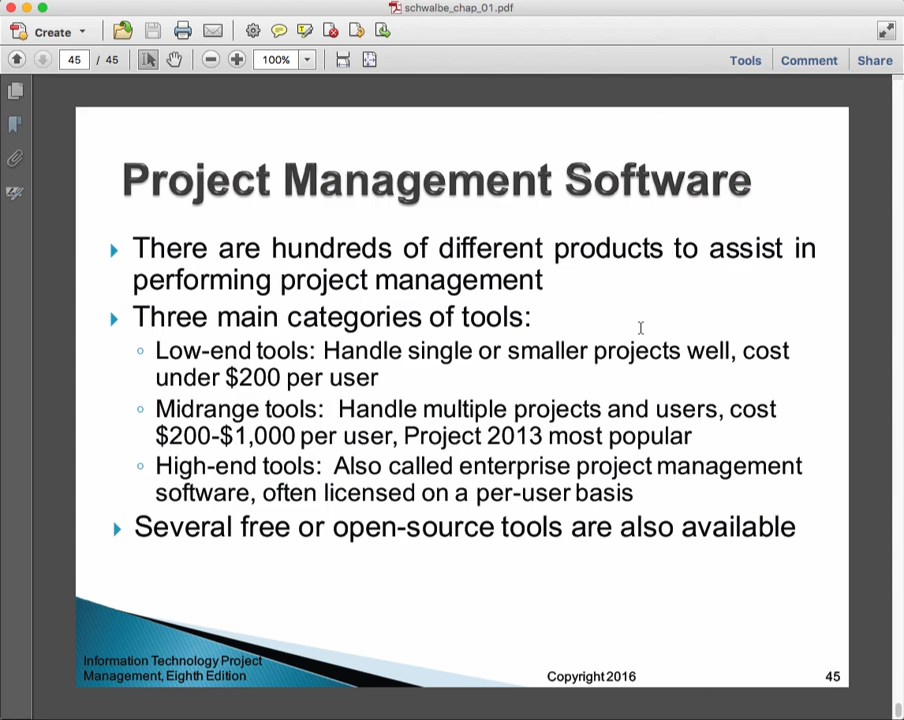 schwalbe_chap_01.pdf
Create
45 / 45 100% Tools Comment Share
Project Management Software
There are hundreds of different products to assist in
performing project management
Three main categories of tools:
Low-end tools: Handle single or smaller projects well, cost
under $200 per user
Midrange tools: Handle multiple projects and users, cost
$200-$1,000 per user, Project 2013 most popular
High-end tools: Also called enterprise project management
software, often licensed on a per-user basis
Several free or open-source tools are also available
Information Technology Project
Management, Eighth Edition
Copyright 2016
45